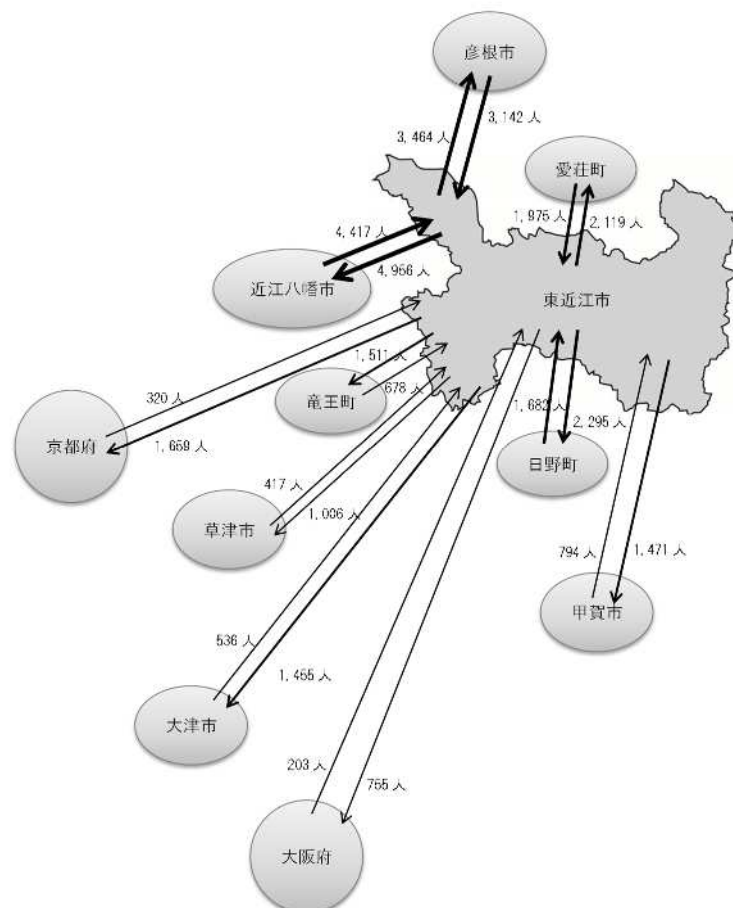 彦根市
3,142 人
3,464 人
愛荘町
1,975 人
2,119 人
4,417 人
4,956 人
近江八幡市
東近江市
1,511 人
320 人
678 人
竜王町
1,682 人
2,295 人
京都府
1,659 人
日野町
417 人
1,006 人
草津市
794 人
1,471 人
甲賀市
536 人
1,455 人
大津市
203 人
755 人
大阪府